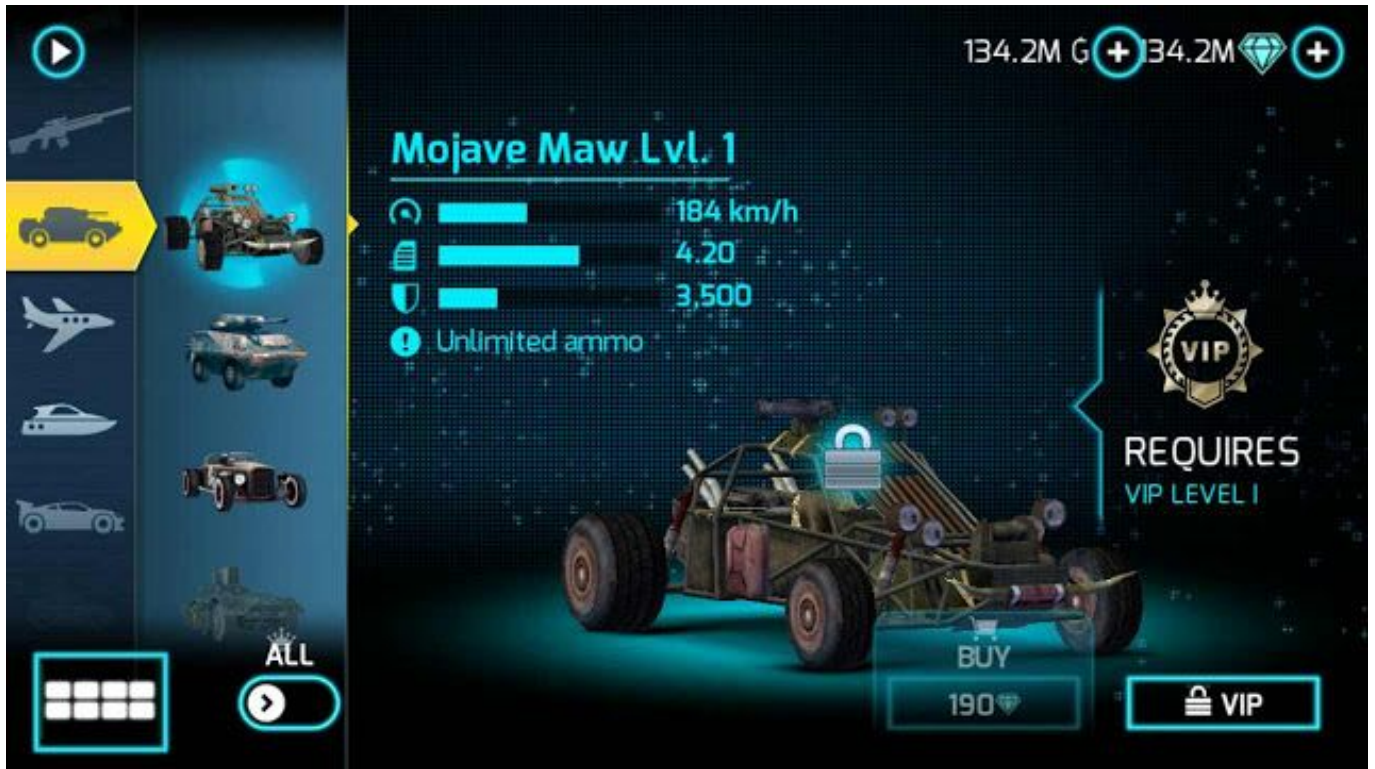 134.2M G
134.2M
Mojave Maw Lvl. 1
184 km/h
4.20
3,500
Unlimited ammo
VIP
REQUIRES
VIP LEVEL I
ALL
BUY
190
VIP